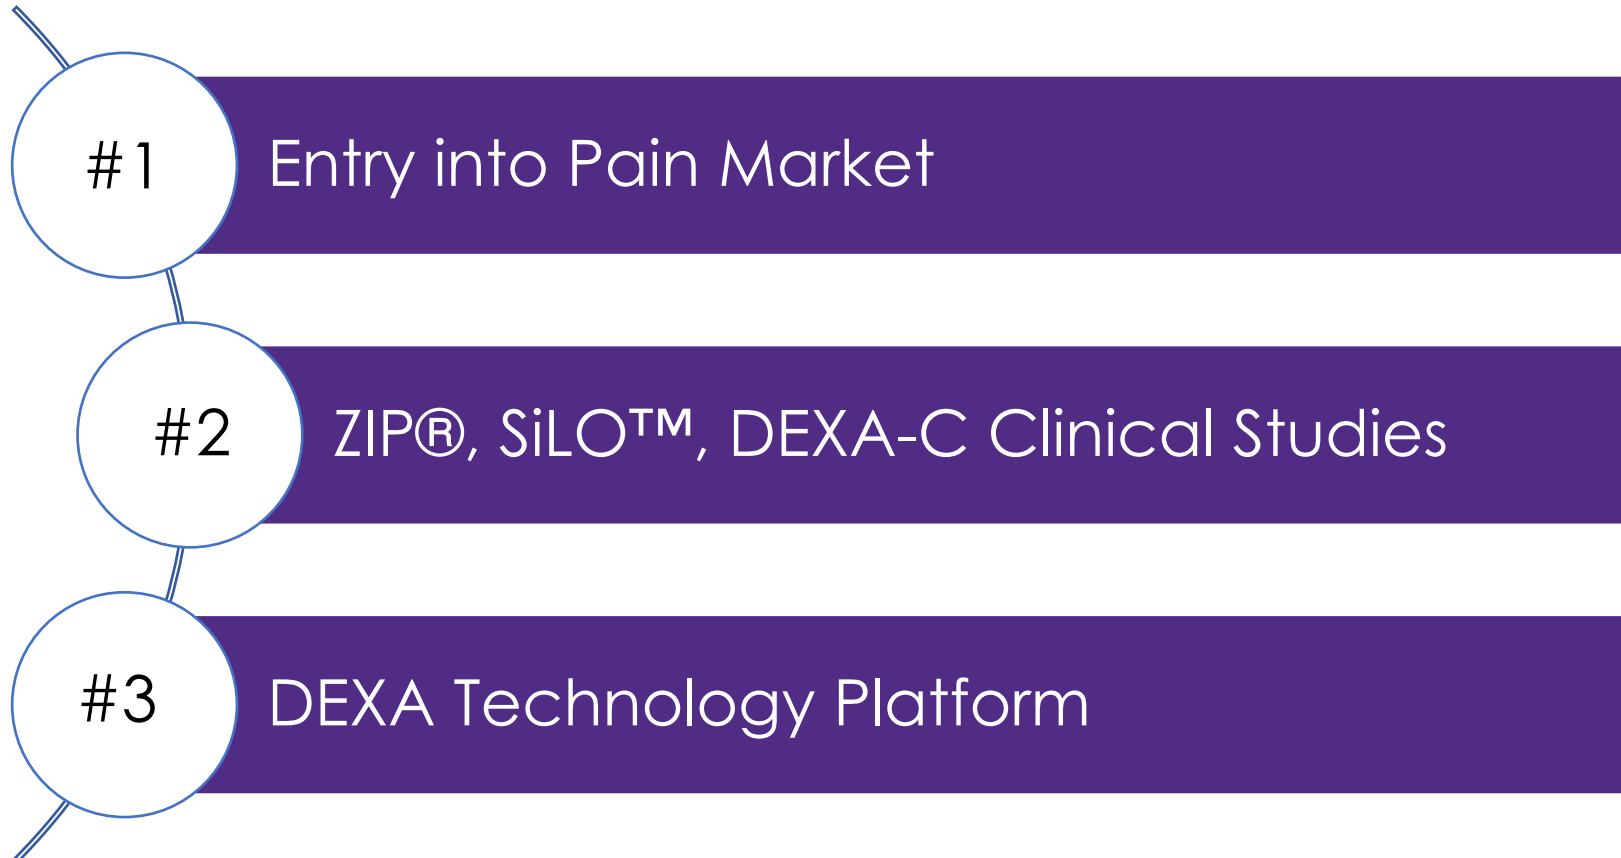 #1
Entry into Pain Market
#2
ZIP®, SiLO™, DEXA-C Clinical Studies
#3
DEXA Technology Platform